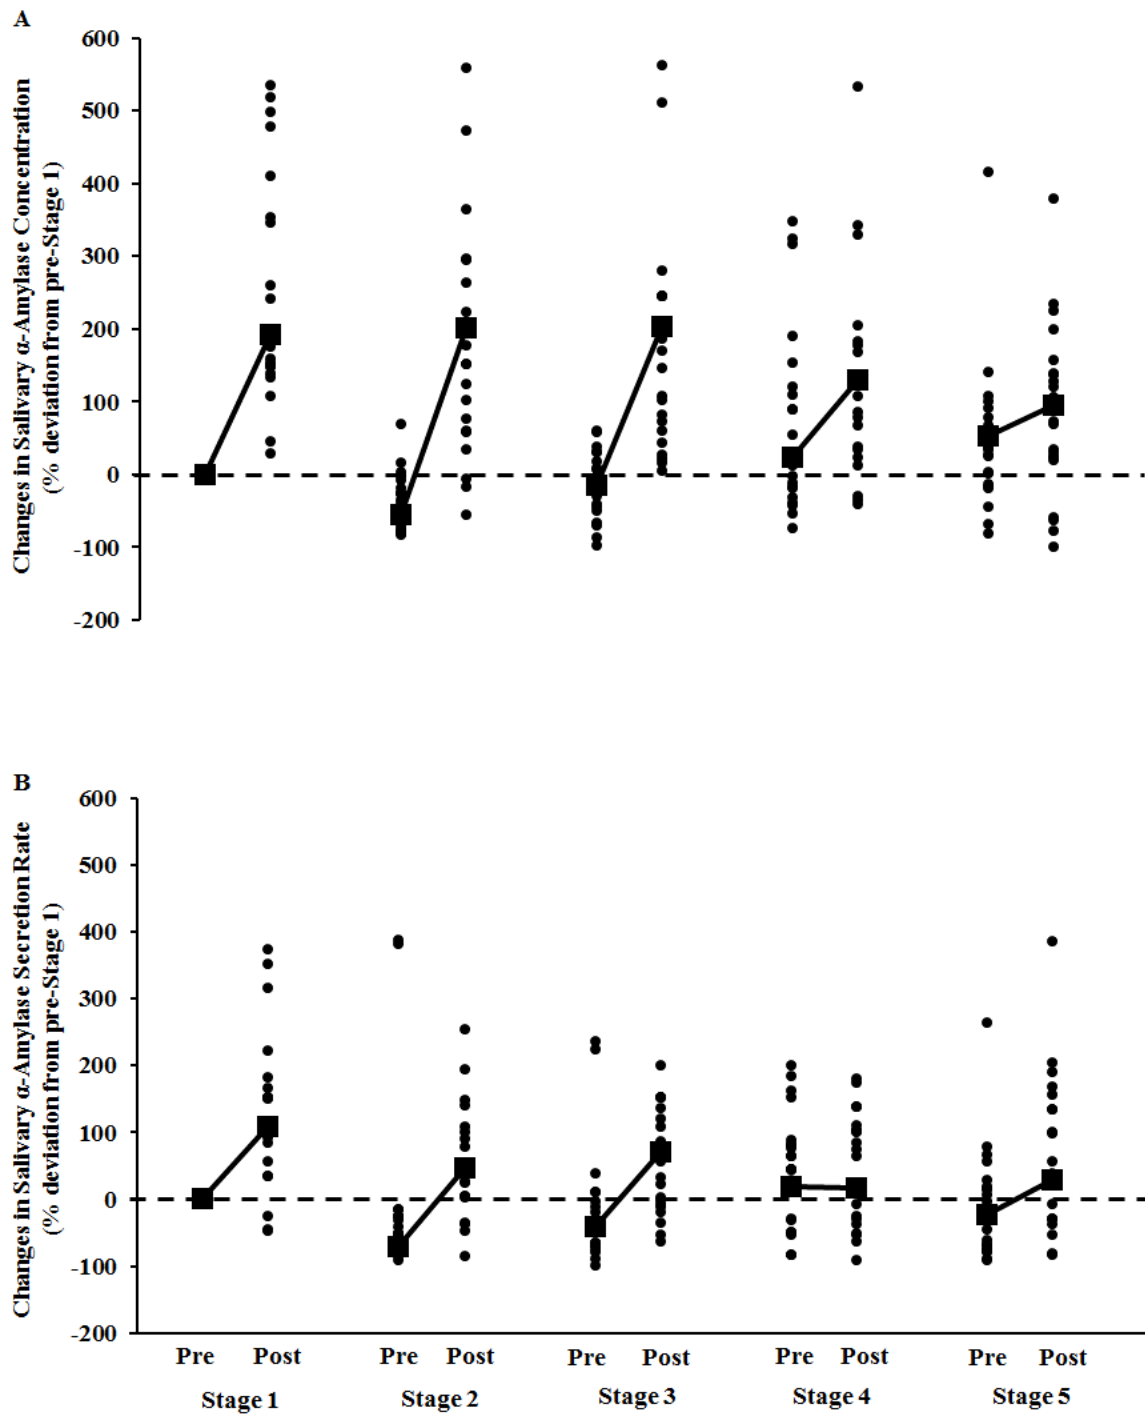 A
Changes in Salivary α-Amylase Concentration
(% deviation from pre-Stage 1)
600
500
400
300
200
100
0
-100
-200
B
Changes in Salivary α-Amylase Secretion Rate
(% deviation from pre-Stage 1)
600
500
400
300
200
100
0
-100
-200
Pre Post Pre Post Pre Post Pre Post Pre Post
Stage 1 Stage 2 Stage 3 Stage 4 Stage 5